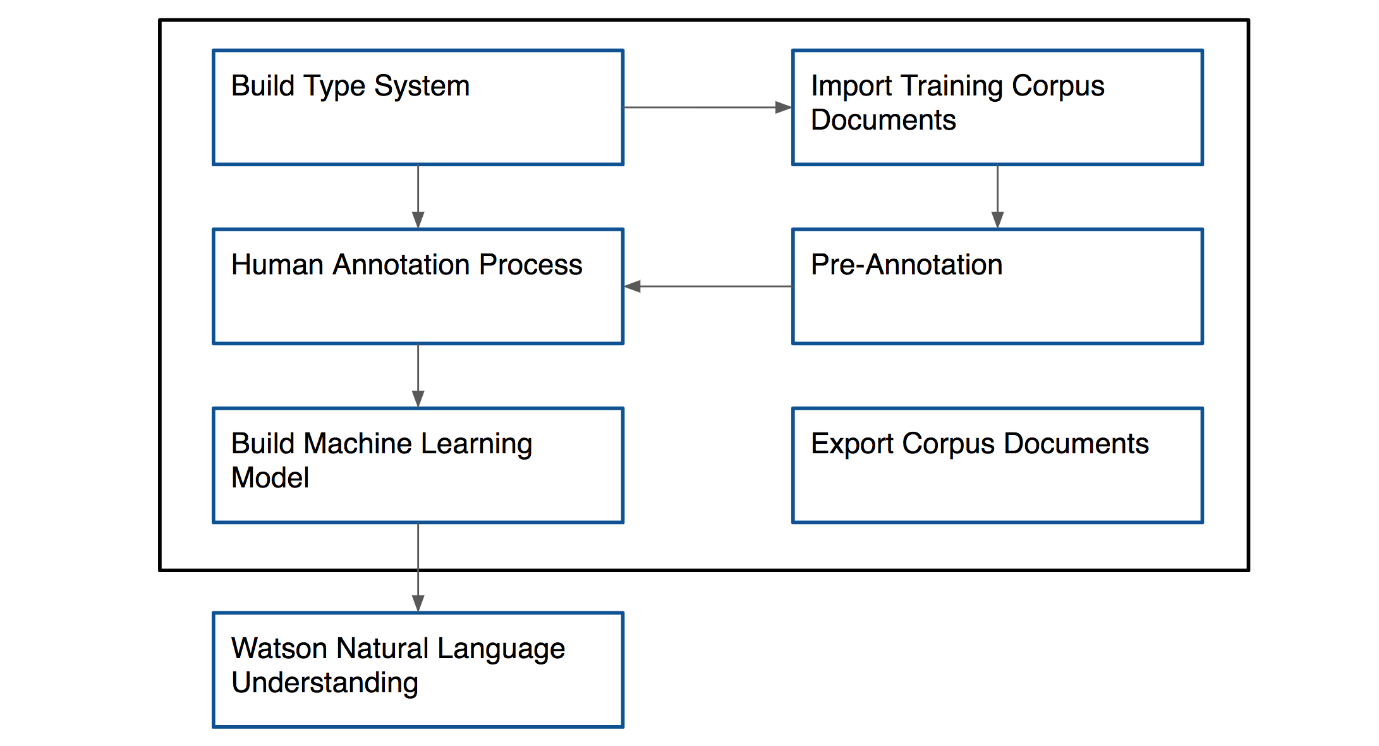 Build Type System
Import Training Corpus
Documents
Human Annotation Process
Pre-Annotation
Build Machine Learning
Model
Export Corpus Documents
Watson Natural Language
Understanding